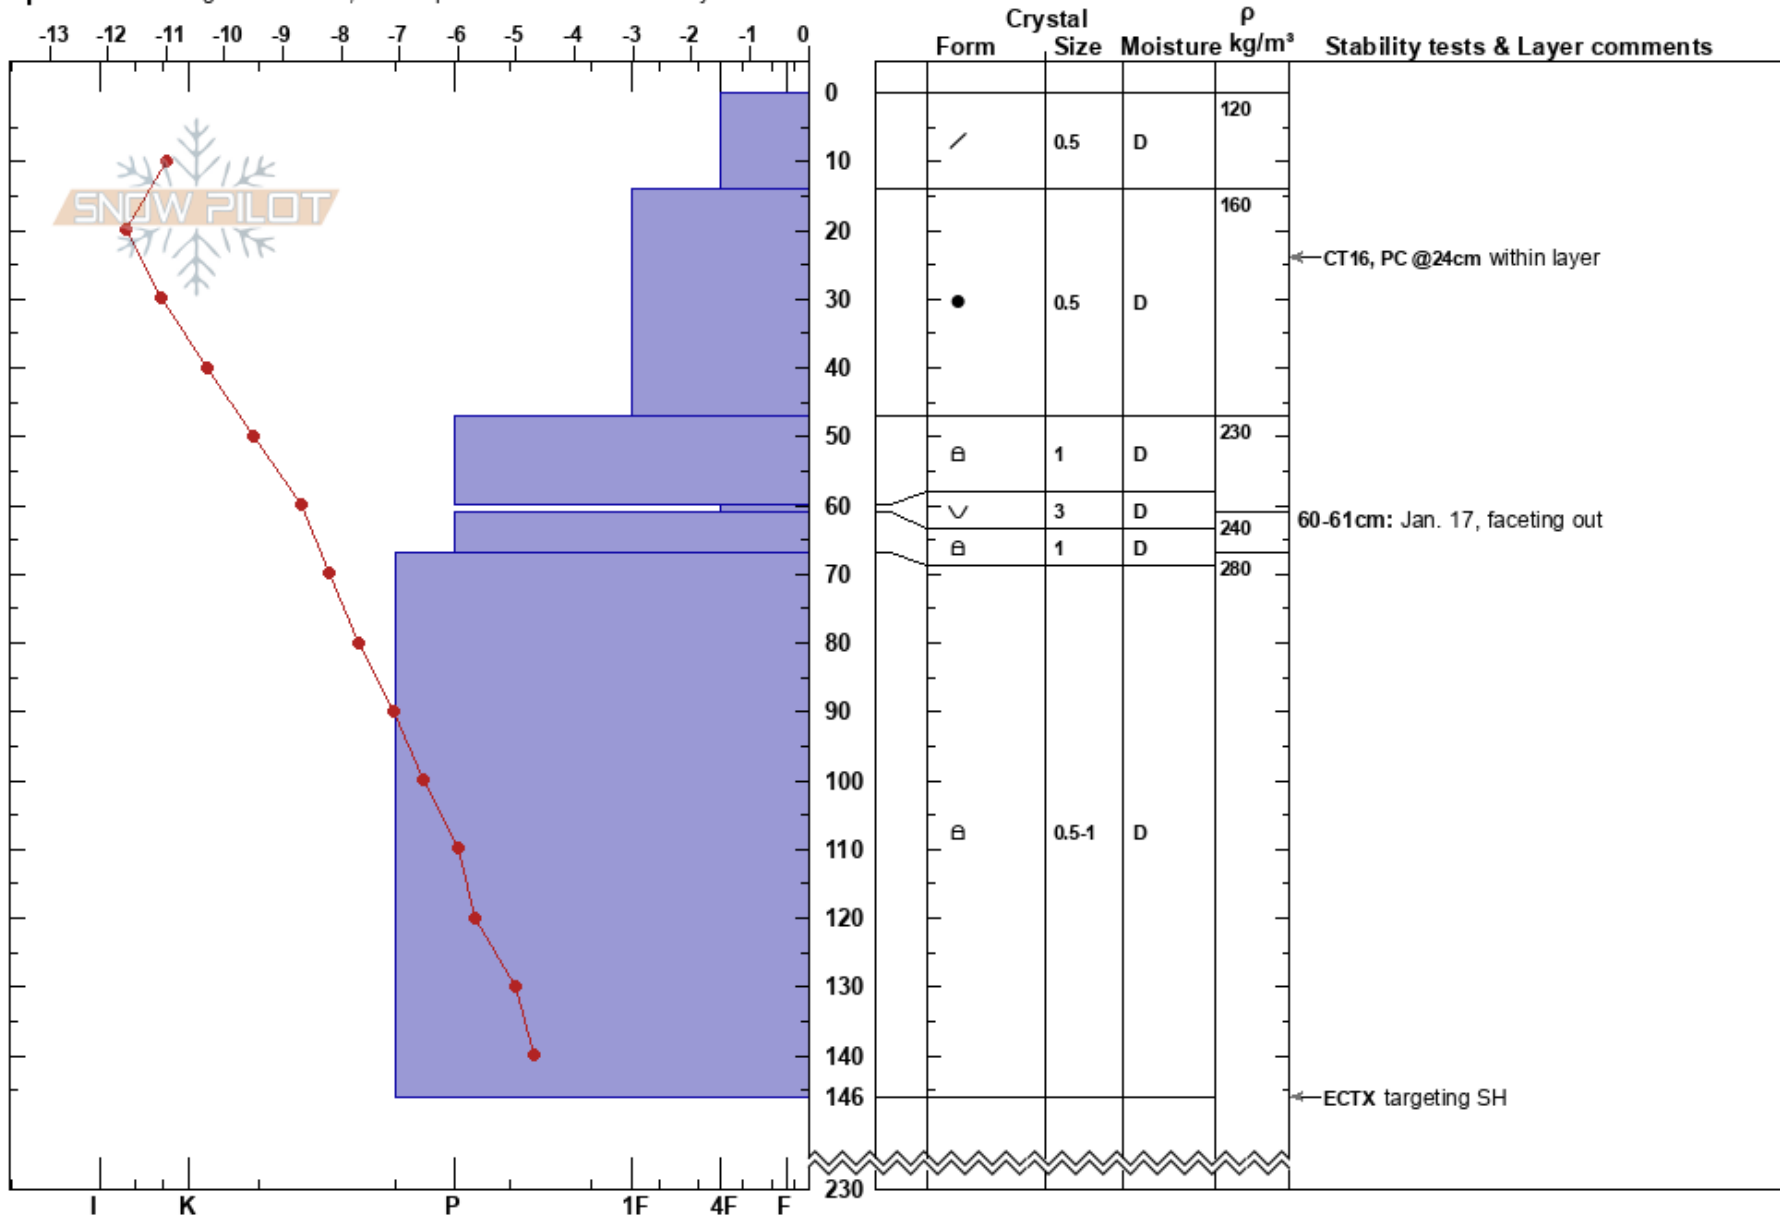 -13 -12 -11 -10 -9 -8 -7 -6 -5 -4 -3 -2 -1 0
Crystal
Form Size Moisture ρ kg/m³ Stability tests & Layer comments
SNOW PILOT
0
10
20
30
40
50
60
70
80
90
100
110
120
130
140
146
230
0.5 D 120
0.5 D 160
1 D 230
3 D
1 D 240
0.5-1 D 280
CT16, PC @24cm within layer
60-61cm: Jan. 17, faceting out
ECTX targeting SH
I K P 1F 4F F